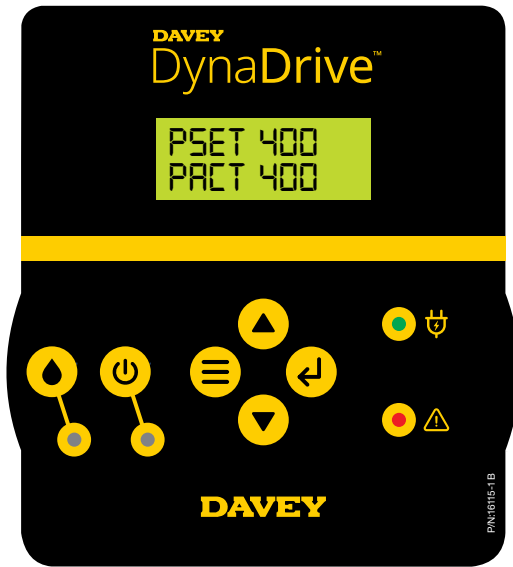 DAVEY
DynaDrive™
PSET 400
PACT 400
DAVEY
P/N:16115-1 B